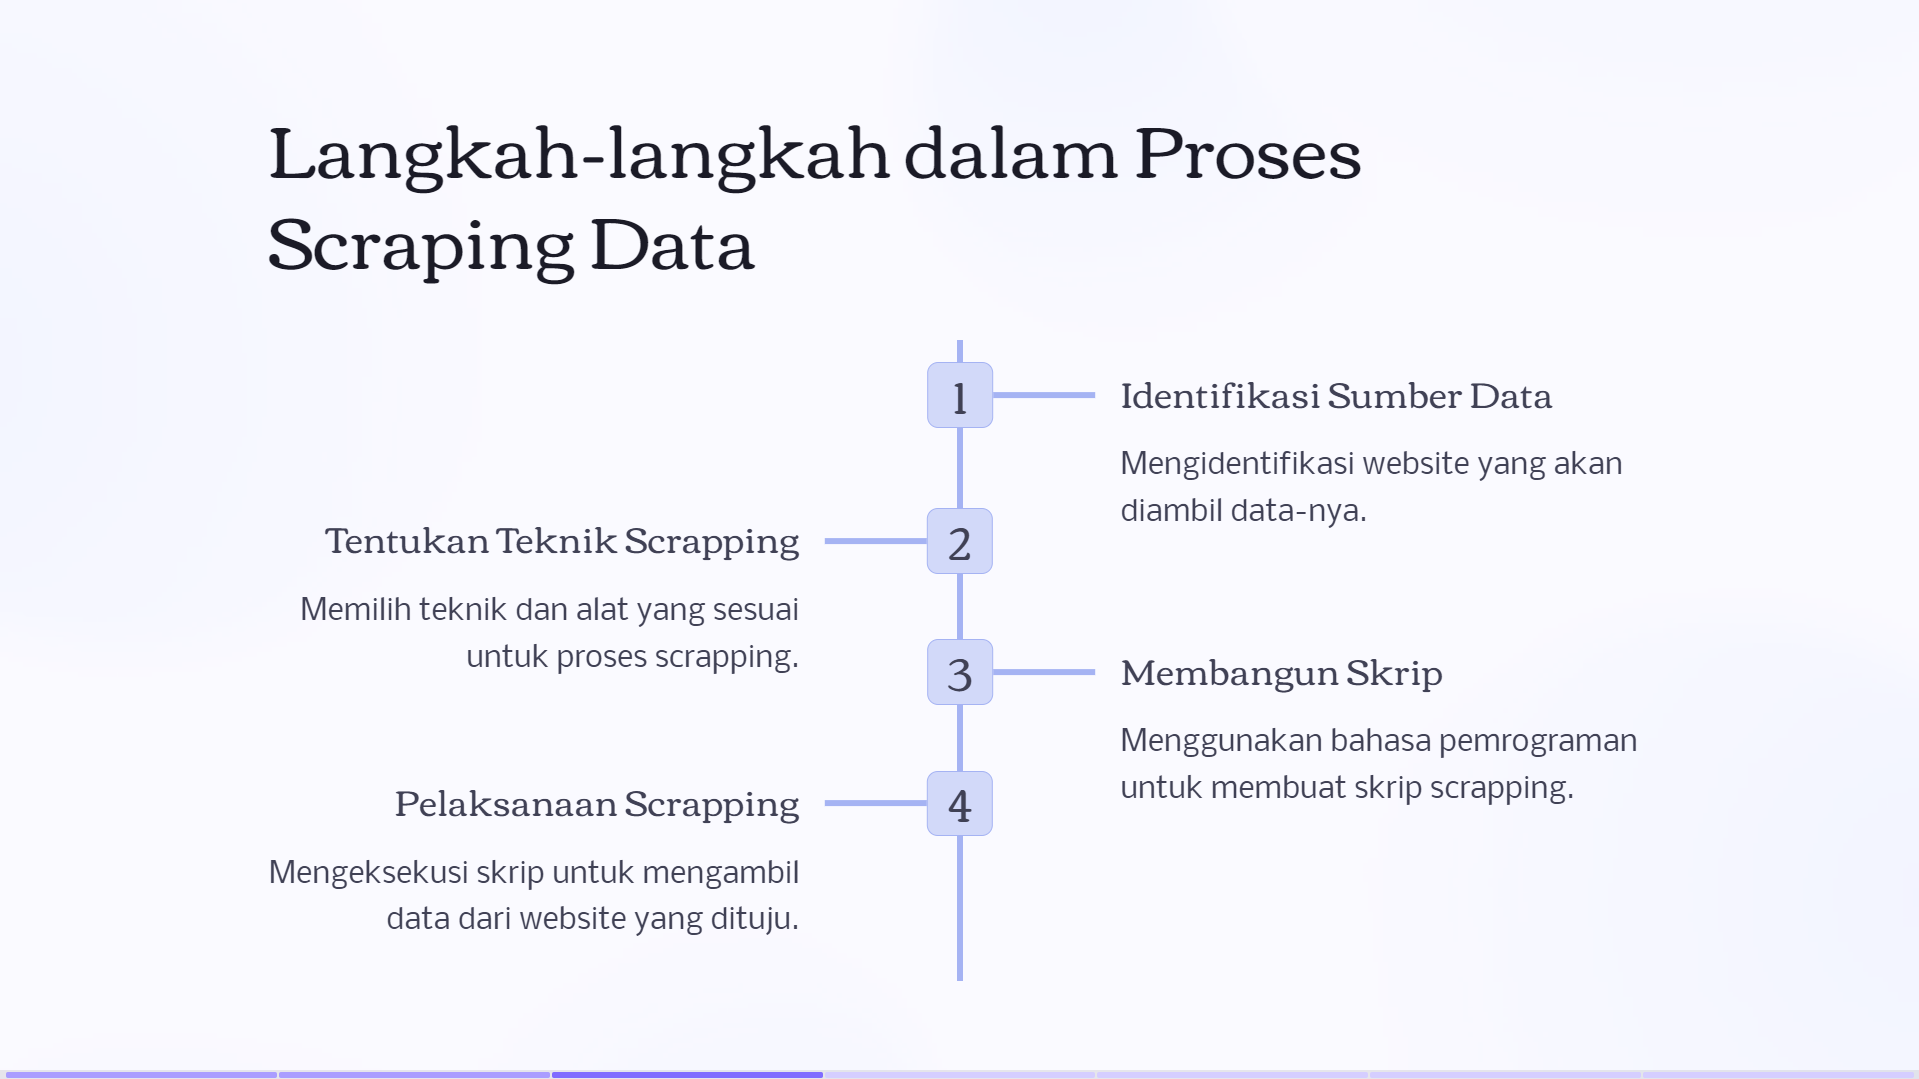 Langkah-langkah dalam Proses
Scraping Data
1
Identifikasi Sumber Data
Mengidentifikasi website yang akan
diambil data-nya.
2
Tentukan Teknik Scrapping
Memilih teknik dan alat yang sesuai
untuk proses scrapping.
3
Membangun Skrip
Menggunakan bahasa pemrograman
untuk membuat skrip scrapping.
4
Pelaksanaan Scrapping
Mengeksekusi skrip untuk mengambil
data dari website yang dituju.